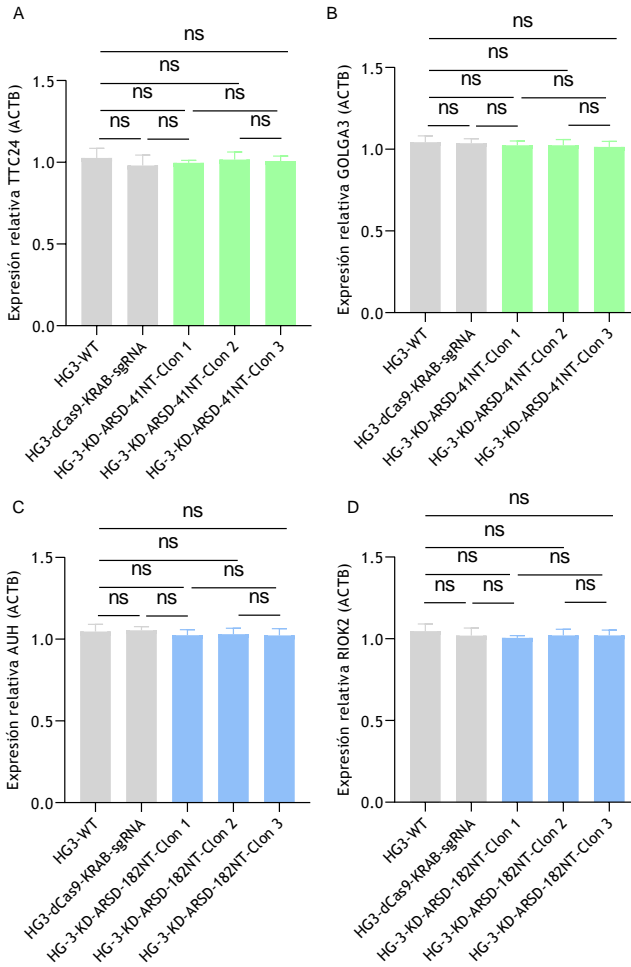 A
ns
ns
ns
ns
ns
ns
ns
Expresión relativa TTC24 (ACTB)
1.5
1.0
0.5
0.0
HG3-WT
HG3-dCas9-KRAB-sgRNA
HG-3-KD-ARSD-41NT-Clon 1
HG-3-KD-ARSD-41NT-Clon 2
HG-3-KD-ARSD-41NT-Clon 3
B
ns
ns
ns
ns
ns
ns
ns
Expresión relativa GOLGA3 (ACTB)
1.5
1.0
0.5
0.0
HG3-WT
HG3-dCas9-KRAB-sgRNA
HG-3-KD-ARSD-41NT-Clon 1
HG-3-KD-ARSD-41NT-Clon 2
HG-3-KD-ARSD-41NT-Clon 3
C
ns
ns
ns
ns
ns
ns
ns
Expresión relativa AUH (ACTB)
1.5
1.0
0.5
0.0
HG3-WT
HG3-dCas9-KRAB-sgRNA
HG-3-KD-ARSD-182NT-Clon 1
HG-3-KD-ARSD-182NT-Clon 2
HG-3-KD-ARSD-182NT-Clon 3
D
ns
ns
ns
ns
ns
ns
ns
Expresión relativa RIOK2 (ACTB)
1.5
1.0
0.5
0.0
HG3-WT
HG3-dCas9-KRAB-sgRNA
HG-3-KD-ARSD-182NT-Clon 1
HG-3-KD-ARSD-182NT-Clon 2
HG-3-KD-ARSD-182NT-Clon 3